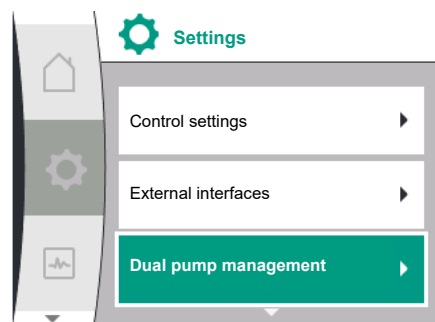 Settings
Control settings
External interfaces
Dual pump management